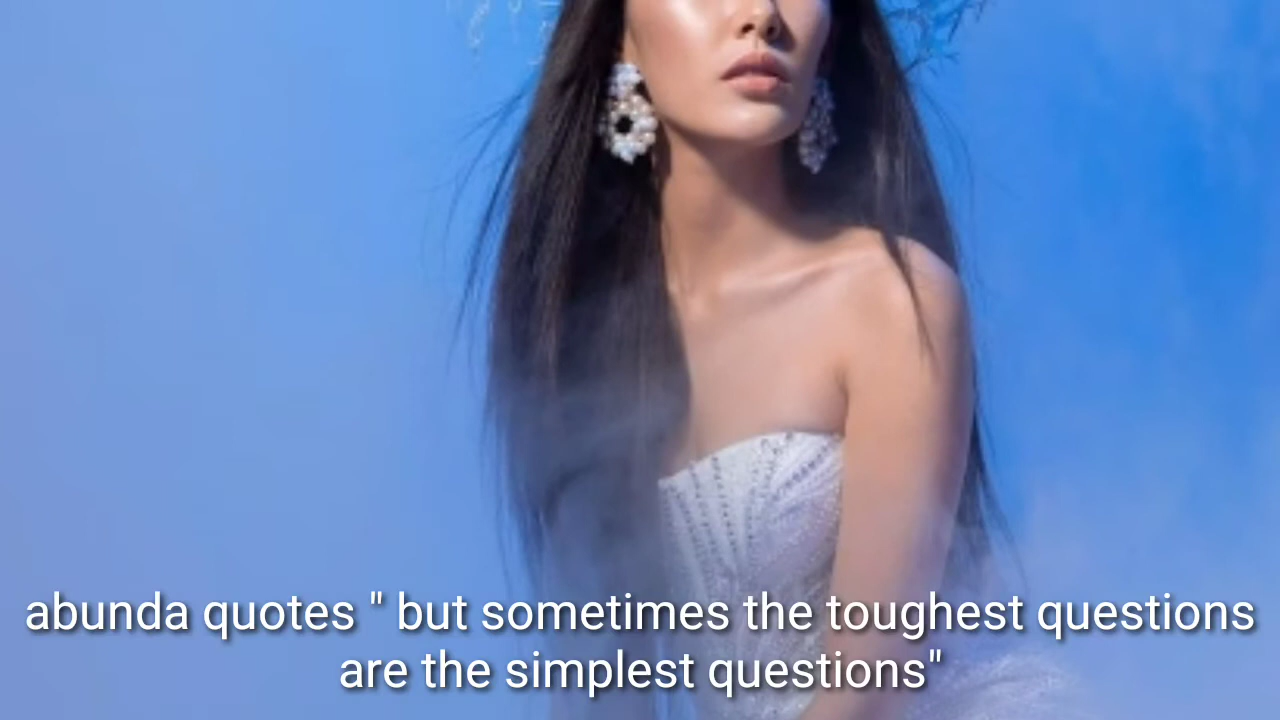 abunda quotes " but sometimes the toughest questions
are the simplest questions"